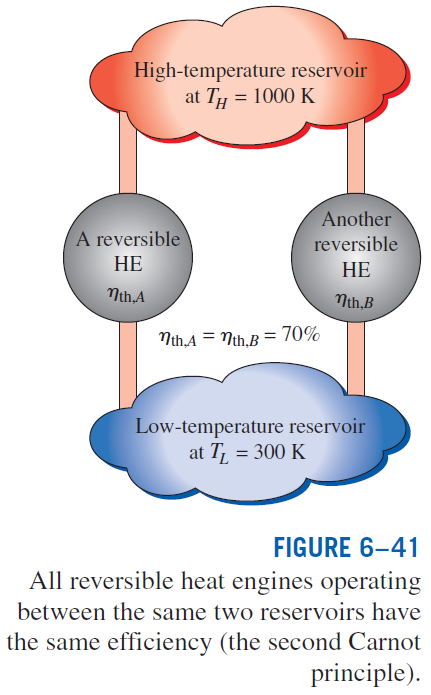 High-temperature reservoir
at T_H = 1000 K
A reversible
HE
η_th,A
Another
reversible
HE
η_th,B
η_th,A = η_th,B = 70%
Low-temperature reservoir
at T_L = 300 K
FIGURE 6–41
All reversible heat engines operating
between the same two reservoirs have
the same efficiency (the second Carnot
principle).